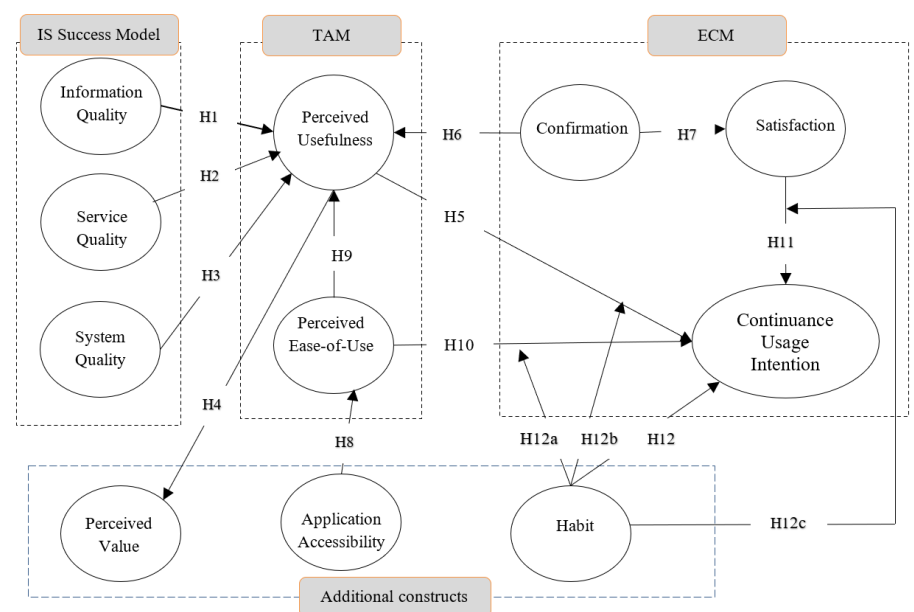 IS Success Model
TAM
ECM
Information
Quality
H1
Perceived
Usefulness
H6
Confirmation
H7
Satisfaction
H2
Service
Quality
H5
H11
H3
H9
System
Quality
Perceived
Ease-of-Use
H10
Continuance
Usage
Intention
H4
H8
H12a
H12b
H12
Perceived
Value
Application
Accessibility
Habit
H12c
Additional constructs